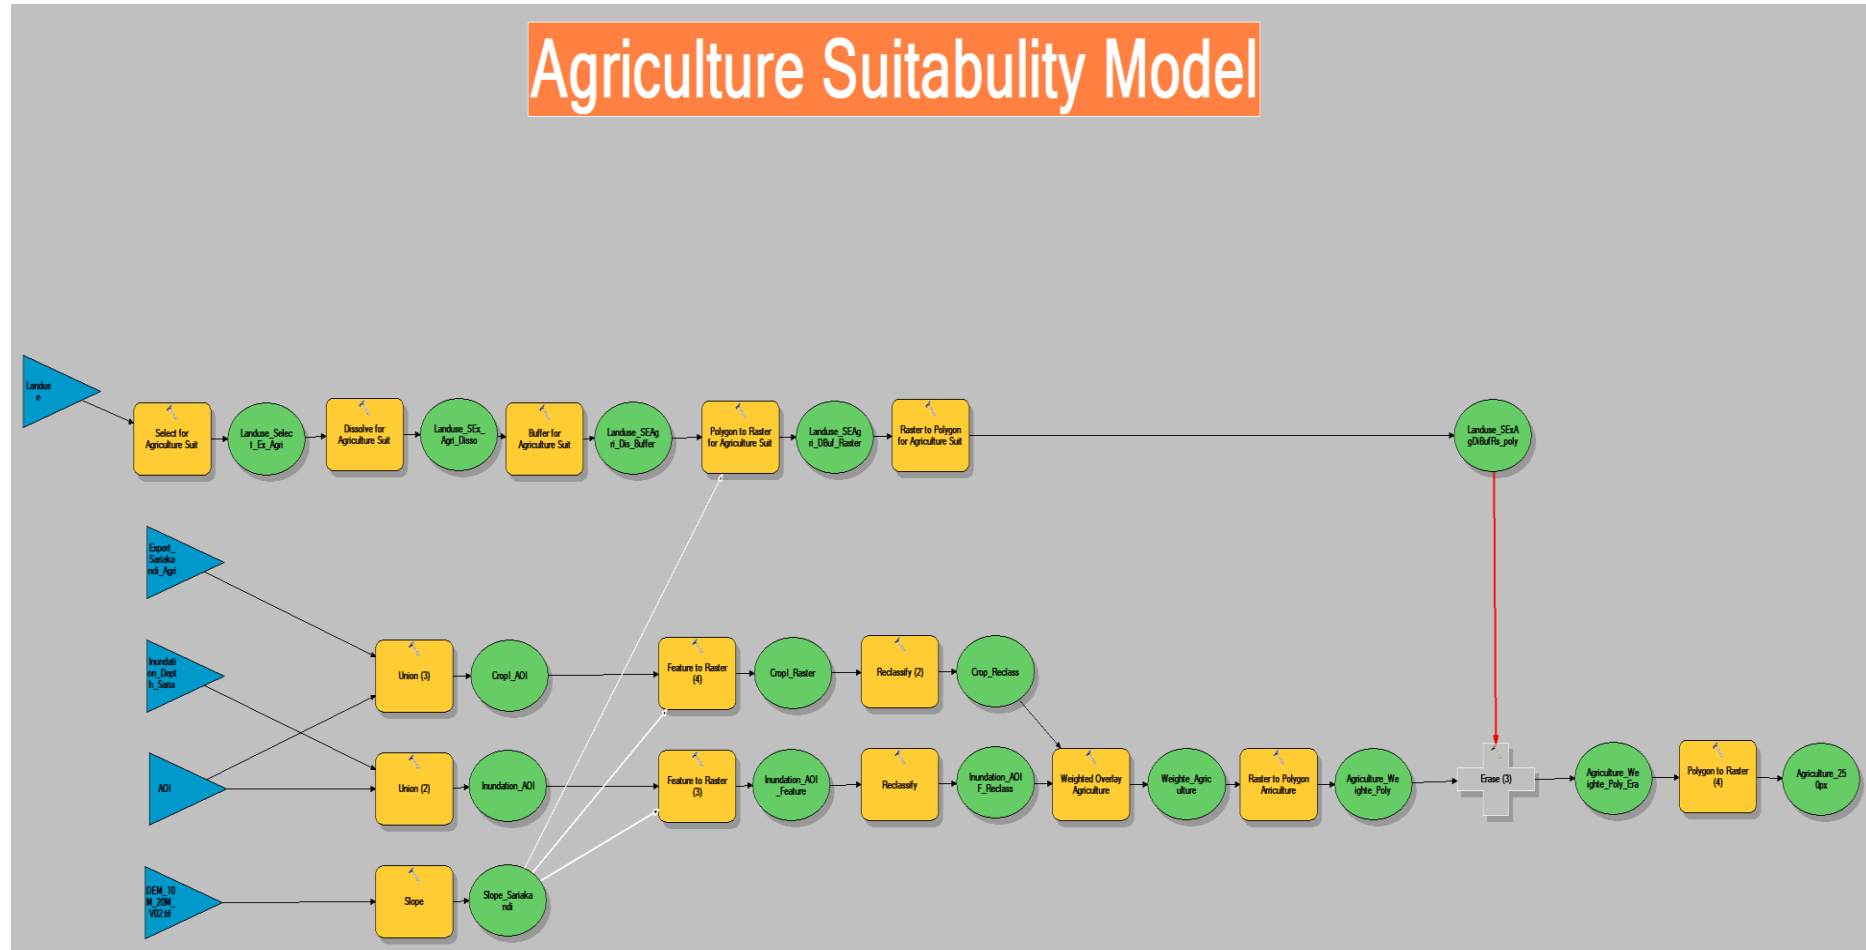 Agriculture Suitabulity Model
Landus
e
Select for
Agriculture Suit
Landuse_Selec
t_Ex_Agri
Dissolve for
Agriculture Suit
Landuse_SEx_
Agri_Disso
Buffer for
Agriculture Suit
Landuse_SEAg
ri_Dis_Buffer
Polygon to Raster
for Agriculture Suit
Landuse_SEAg
ri_DBuf_Raster
Raster to Polygon
for Agriculture Suit
Landuse_SExA
gDiBufRs_poly
Export_
Sariaka
ndi_Agri
Inundati
on_Dept
h_Saria
Union (3)
Cropl_AOI
Feature to Raster
(4)
Cropl_Raster
Reclassify (2)
Crop_Reclass
AOI
Union (2)
Inundation_AOI
Feature to Raster
(3)
Inundation_AOI
_Feature
Reclassify
Inundation_AOI
F_Reclass
Weighted Overlay
Agriculture
Weighte_Agric
ulture
Raster to Polygon
Arriculture
Agriculture_We
ighte_Poly
Erase (3)
Agriculture_We
ighte_Poly_Era
Polygon to Raster
(4)
Agriculture_25
0px
DEM_10
M_20M_
V02.tif
Slope
Slope_Sariaka
ndi